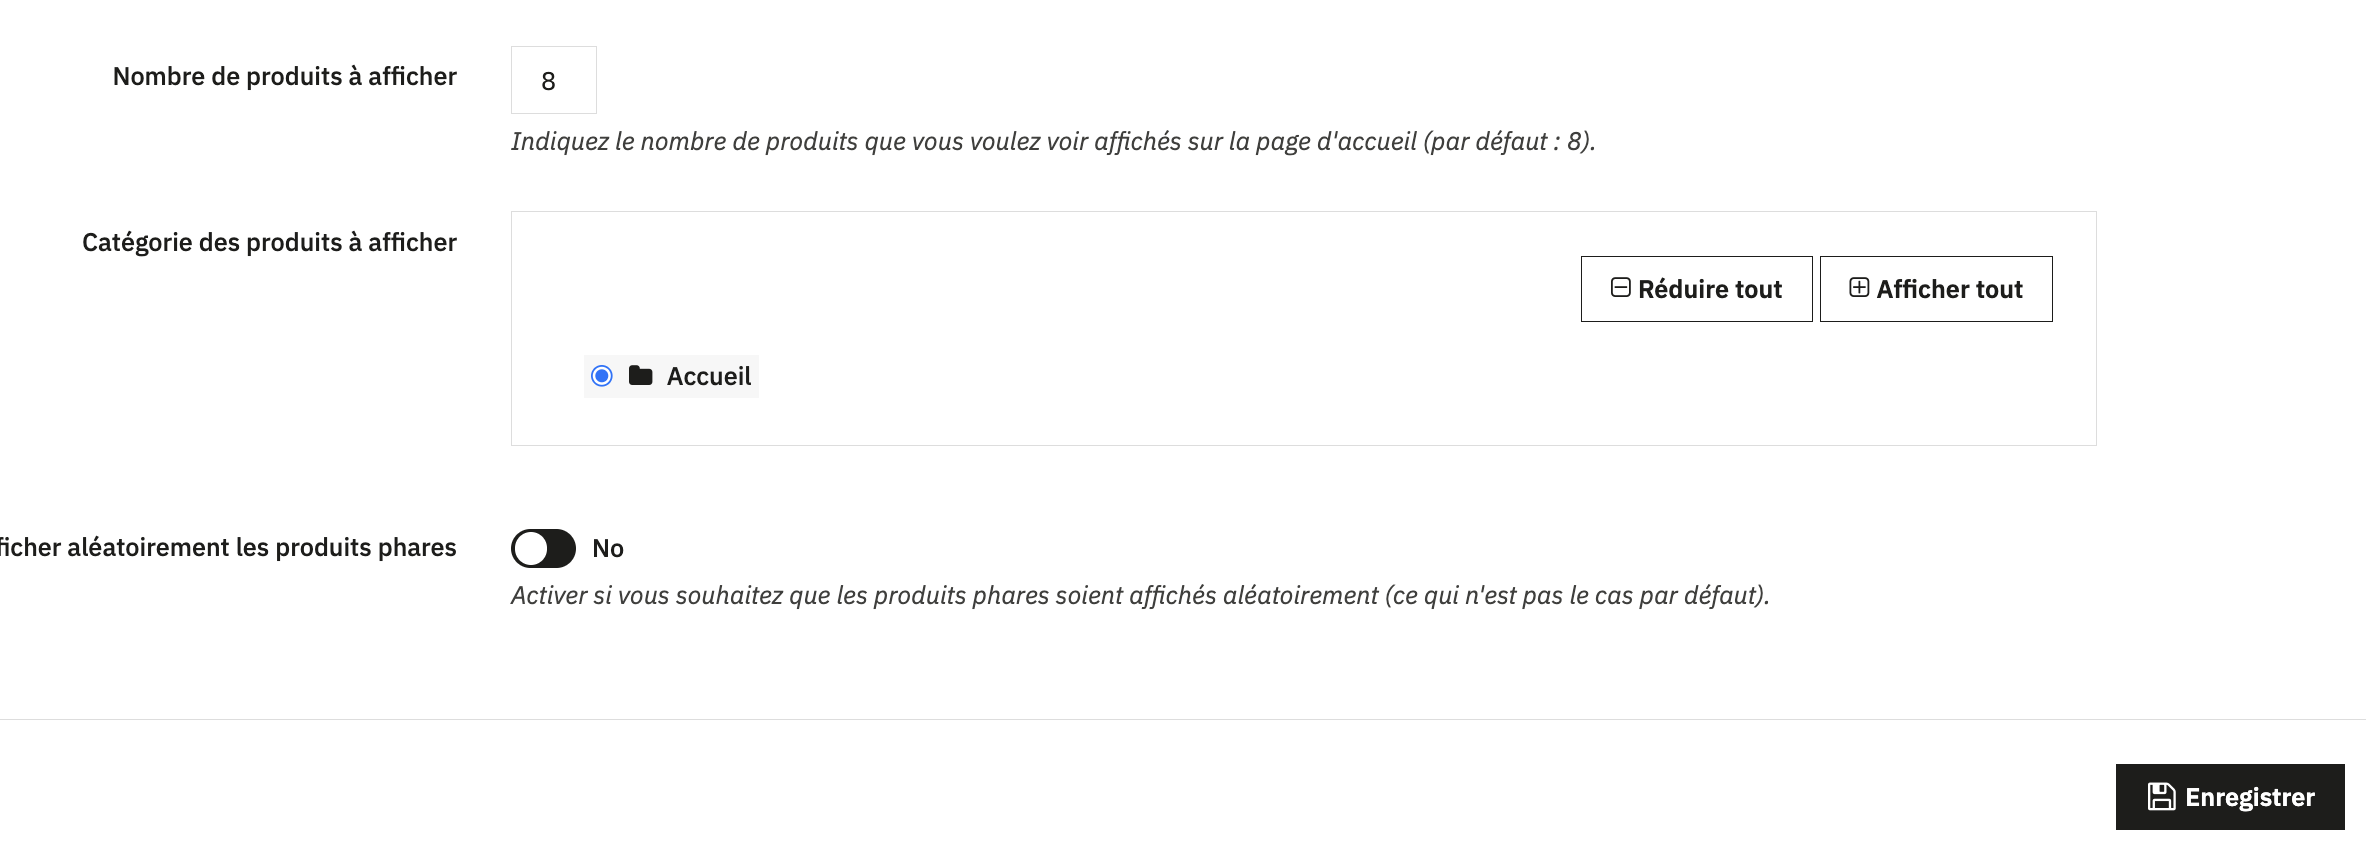 Nombre de produits à afficher
8
Indiquez le nombre de produits que vous voulez voir affichés sur la page d'accueil (par défaut : 8).
Catégorie des produits à afficher
Réduire tout
Afficher tout
Accueil
ficher aléatoirement les produits phares
No
Activer si vous souhaitez que les produits phares soient affichés aléatoirement (ce qui n'est pas le cas par défaut).
Enregistrer